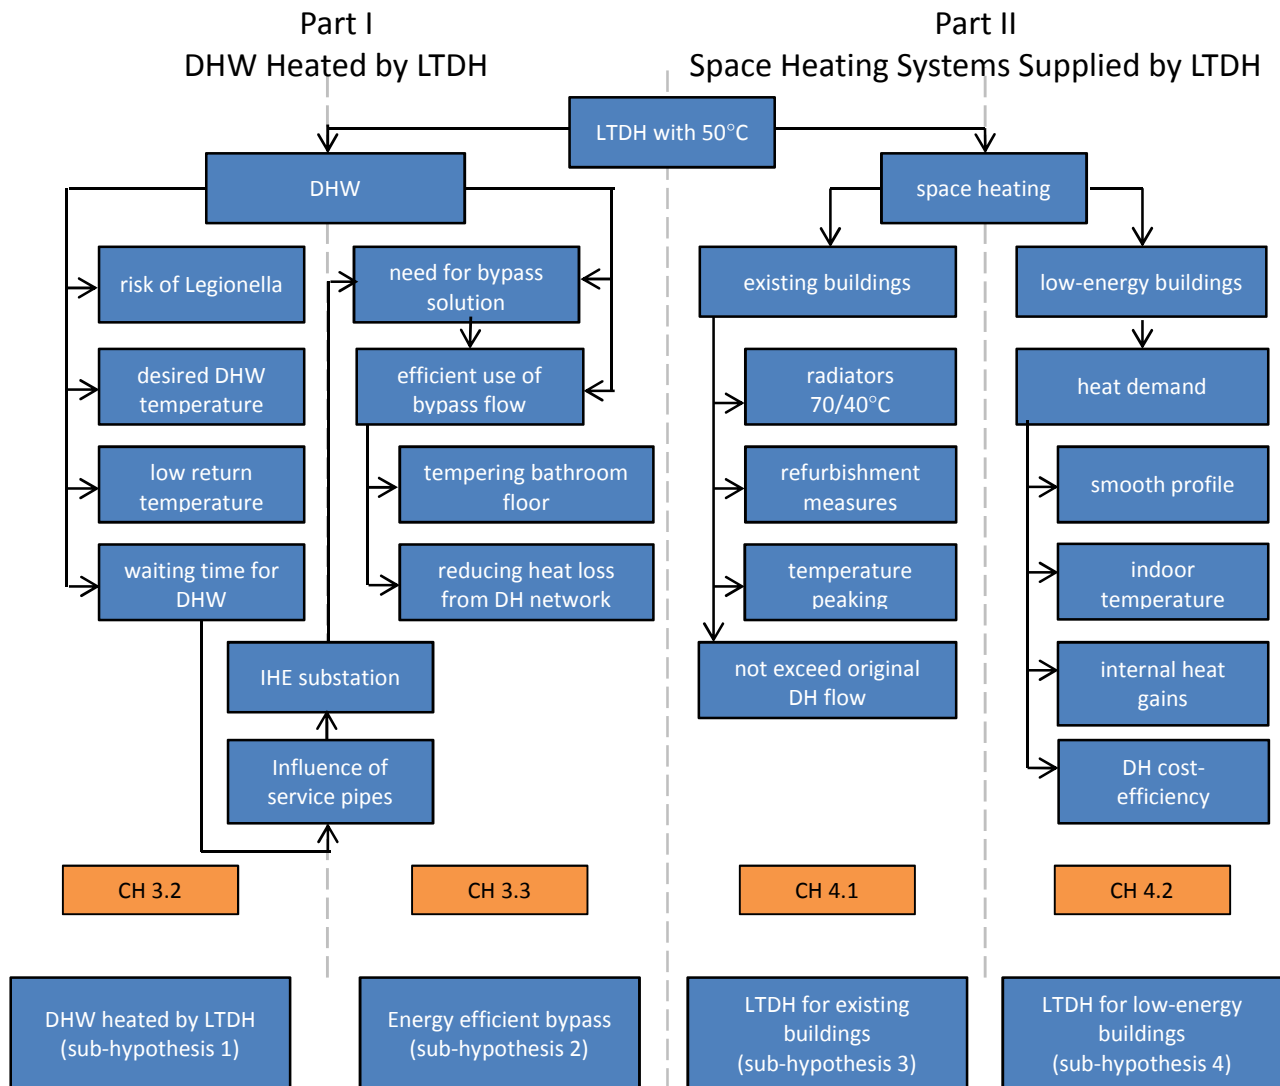 Part I
DHW Heated by LTDH
Part II
Space Heating Systems Supplied by LTDH
LTDH with 50°C
DHW
space heating
risk of Legionella
need for bypass
solution
existing buildings
low-energy buildings
desired DHW
temperature
efficient use of
bypass flow
radiators
70/40°C
heat demand
low return
temperature
tempering bathroom
floor
refurbishment
measures
smooth profile
waiting time for
DHW
reducing heat loss
from DH network
temperature
peaking
indoor
temperature
IHE substation
not exceed original
DH flow
internal heat
gains
Influence of
service pipes
DH cost-
efficiency
CH 3.2
CH 3.3
CH 4.1
CH 4.2
DHW heated by LTDH
(sub-hypothesis 1)
Energy efficient bypass
(sub-hypothesis 2)
LTDH for existing
buildings
(sub-hypothesis 3)
LTDH for low-energy
buildings
(sub-hypothesis 4)